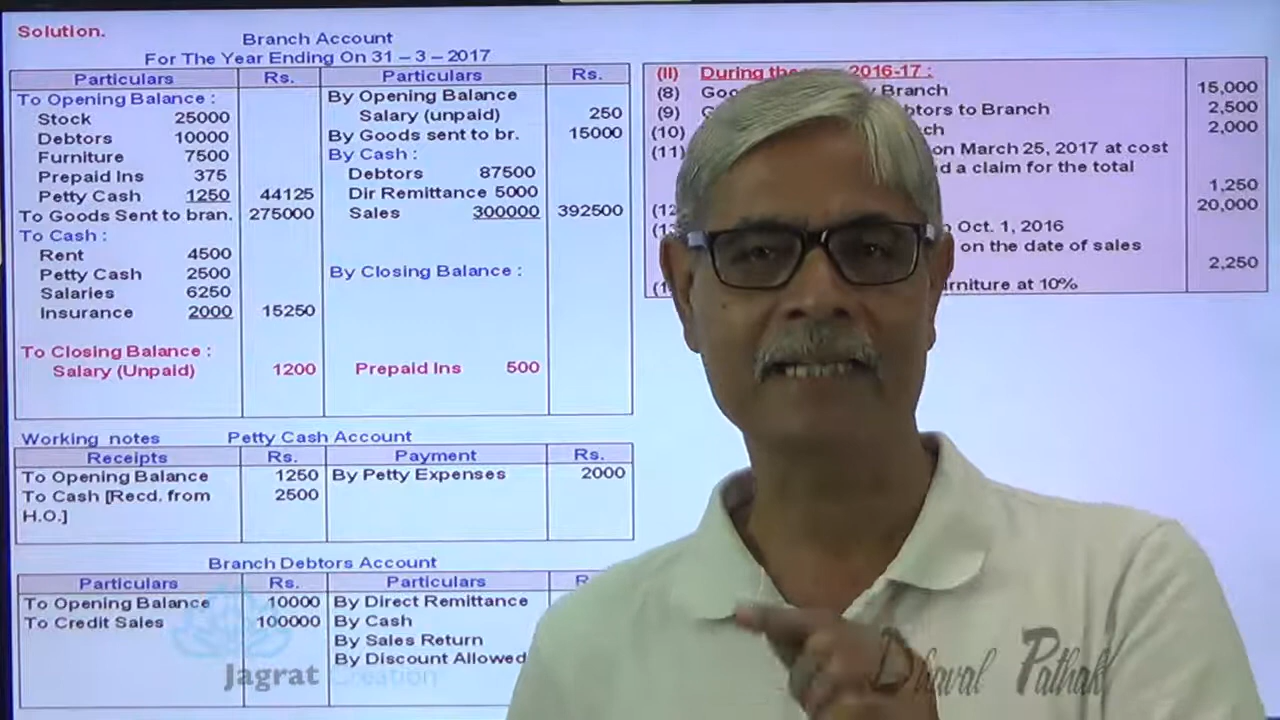 Solution.
Branch Account
For The Year Ending On 31 – 3 – 2017
Particulars Rs. Particulars Rs.
To Opening Balance : By Opening Balance
Stock 25000 Salary (unpaid) 250
Debtors 10000 By Goods sent to br. 15000
Furniture 7500 By Cash :
Prepaid Ins 375 Debtors 87500
Petty Cash 1250 44125 Dir Remittance 5000
To Goods Sent to bran. 275000 Sales 300000 392500
To Cash :
Rent 4500
Petty Cash 2500 By Closing Balance :
Salaries 6250
Insurance 2000 15250
To Closing Balance :
Salary (Unpaid) 1200 Prepaid Ins 500
Working notes Petty Cash Account
Receipts Rs. Payment Rs.
To Opening Balance 1250 By Petty Expenses 2000
To Cash [Recd. from 2500
H.O.]
Branch Debtors Account
Particulars Rs. Particulars
To Opening Balance 10000 By Direct Remittance
To Credit Sales 100000 By Cash
By Sales Return
By Discount Allowed
(II) During the 2016-17 :
(8) Branch 15,000
(9) to Branch 2,500
(10) 2,000
(11) on March 25, 2017 at cost
a claim for the total
1,250
20,000
Oct. 1, 2016
on the date of sales
2,250
at 10%
Jagrat Creation
Dhaval Pathak